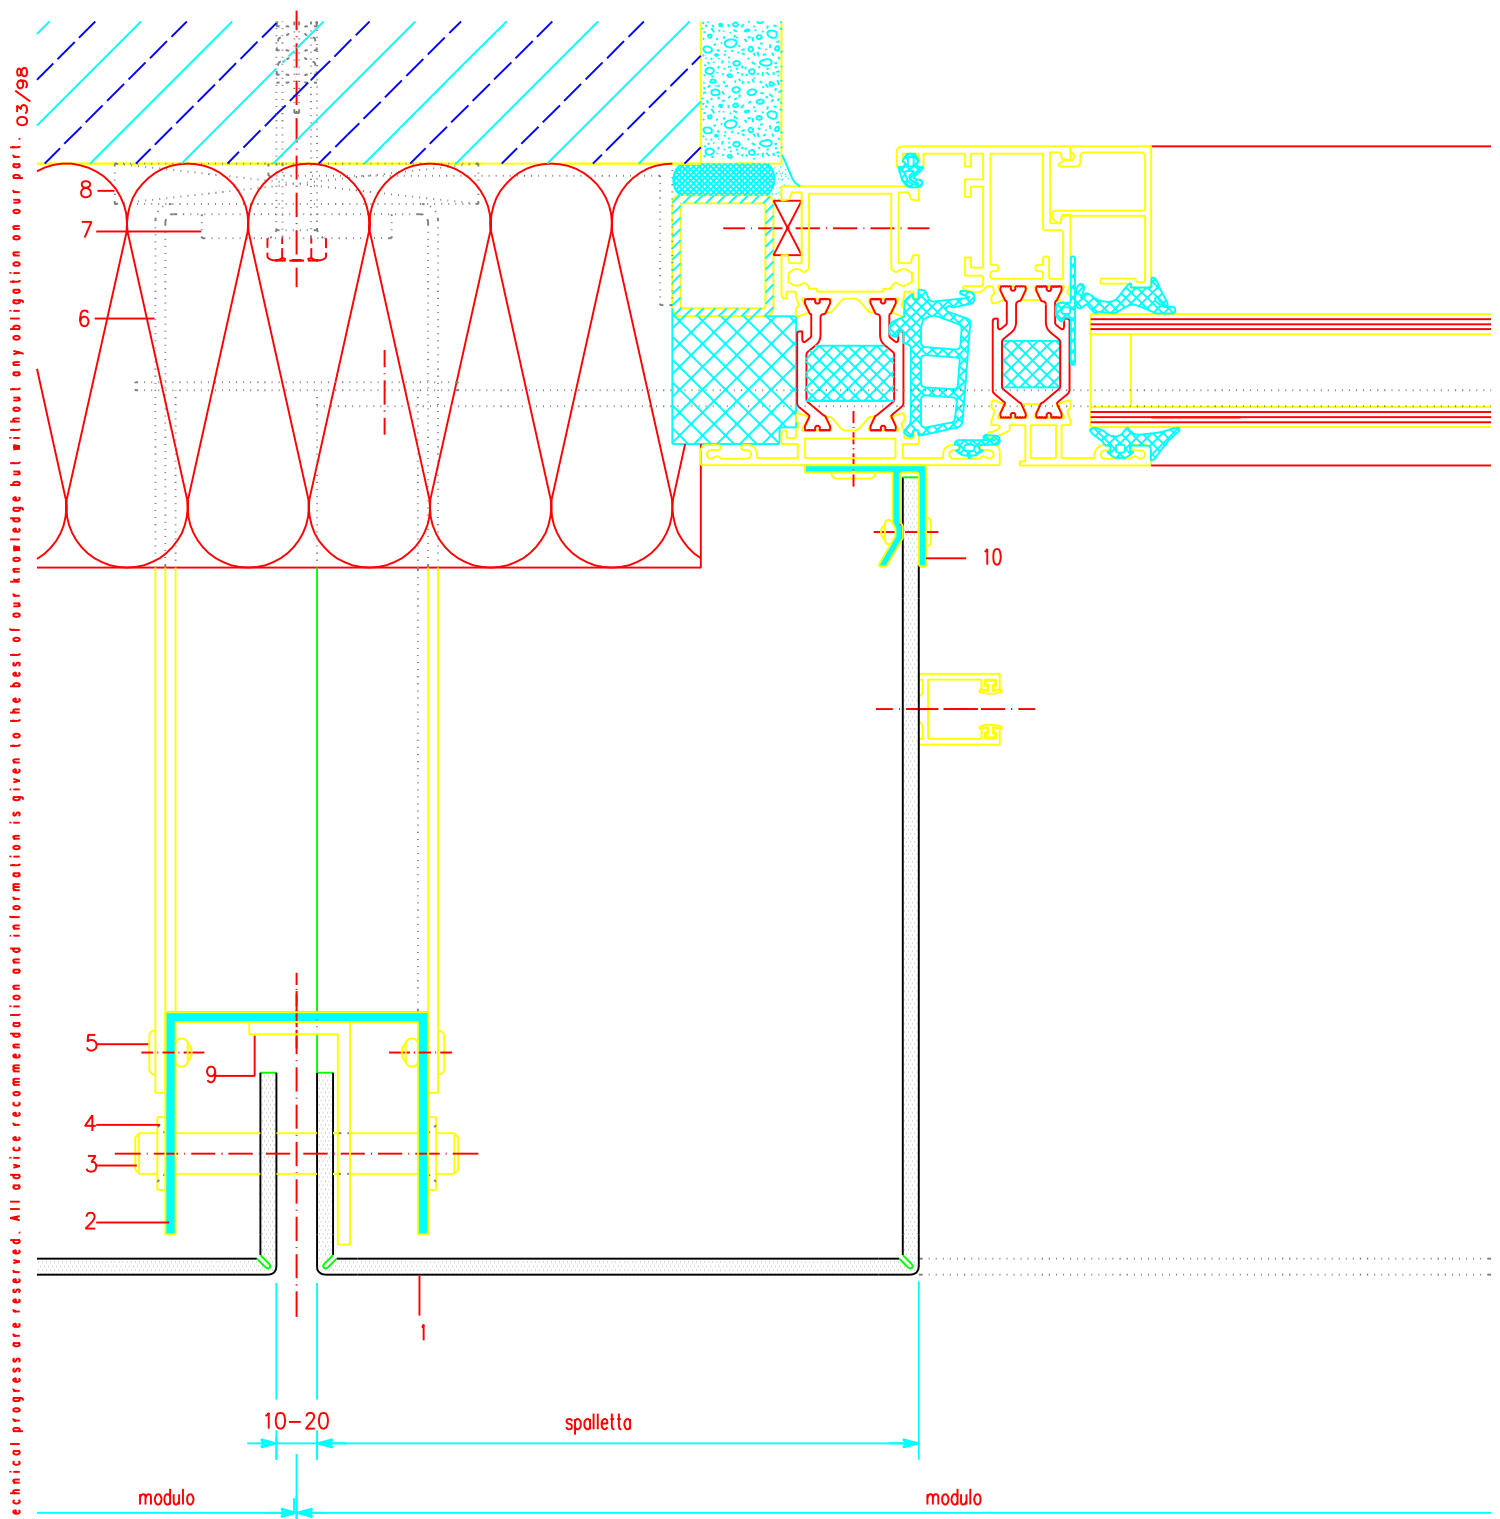 echnical progress are reserved. All advice recommendation and information is given to the best of our knowledge but without any obligation on our part. 03/98
8
7
6
10
5
9
4
3
2
1
10-20
spalletta
modulo
modulo